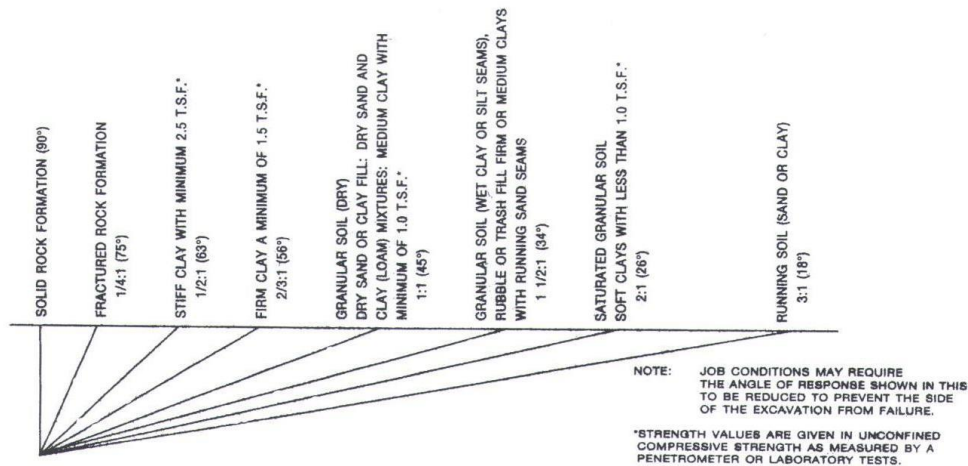 SOLID ROCK FORMATION (90°)
FRACTURED ROCK FORMATION
1/4:1 (75°)
STIFF CLAY WITH MINIMUM 2.5 T.S.F.*
1/2:1 (63°)
FIRM CLAY A MINIMUM OF 1.5 T.S.F.*
2/3:1 (56°)
GRANULAR SOIL (DRY)
DRY SAND OR CLAY FILL: DRY SAND AND
CLAY (LOAM) MIXTURES: MEDIUM CLAY WITH
MINIMUM OF 1.0 T.S.F.*
1:1 (45°)
GRANULAR SOIL (WET CLAY OR SILT SEAMS),
RUBBLE OR TRASH FILL FIRM OR MEDIUM CLAYS
WITH RUNNING SAND SEAMS
1 1/2:1 (34°)
SATURATED GRANULAR SOIL
SOFT CLAYS WITH LESS THAN 1.0 T.S.F.*
2:1 (26°)
RUNNING SOIL (SAND OR CLAY)
3:1 (18°)
NOTE: JOB CONDITIONS MAY REQUIRE
THE ANGLE OF RESPONSE SHOWN IN THIS
TO BE REDUCED TO PREVENT THE SIDE
OF THE EXCAVATION FROM FAILURE.
*STRENGTH VALUES ARE GIVEN IN UNCONFINED
COMPRESSIVE STRENGTH AS MEASURED BY A
PENETROMETER OR LABORATORY TESTS.